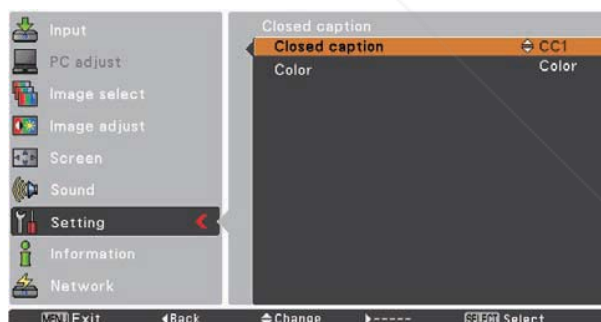 Input
PC adjust
Image select
Image adjust
Screen
Sound
Setting
Information
Network
Closed caption
Closed caption CC1
Color Color
MENU Exit Back Change ----- SELECT Select